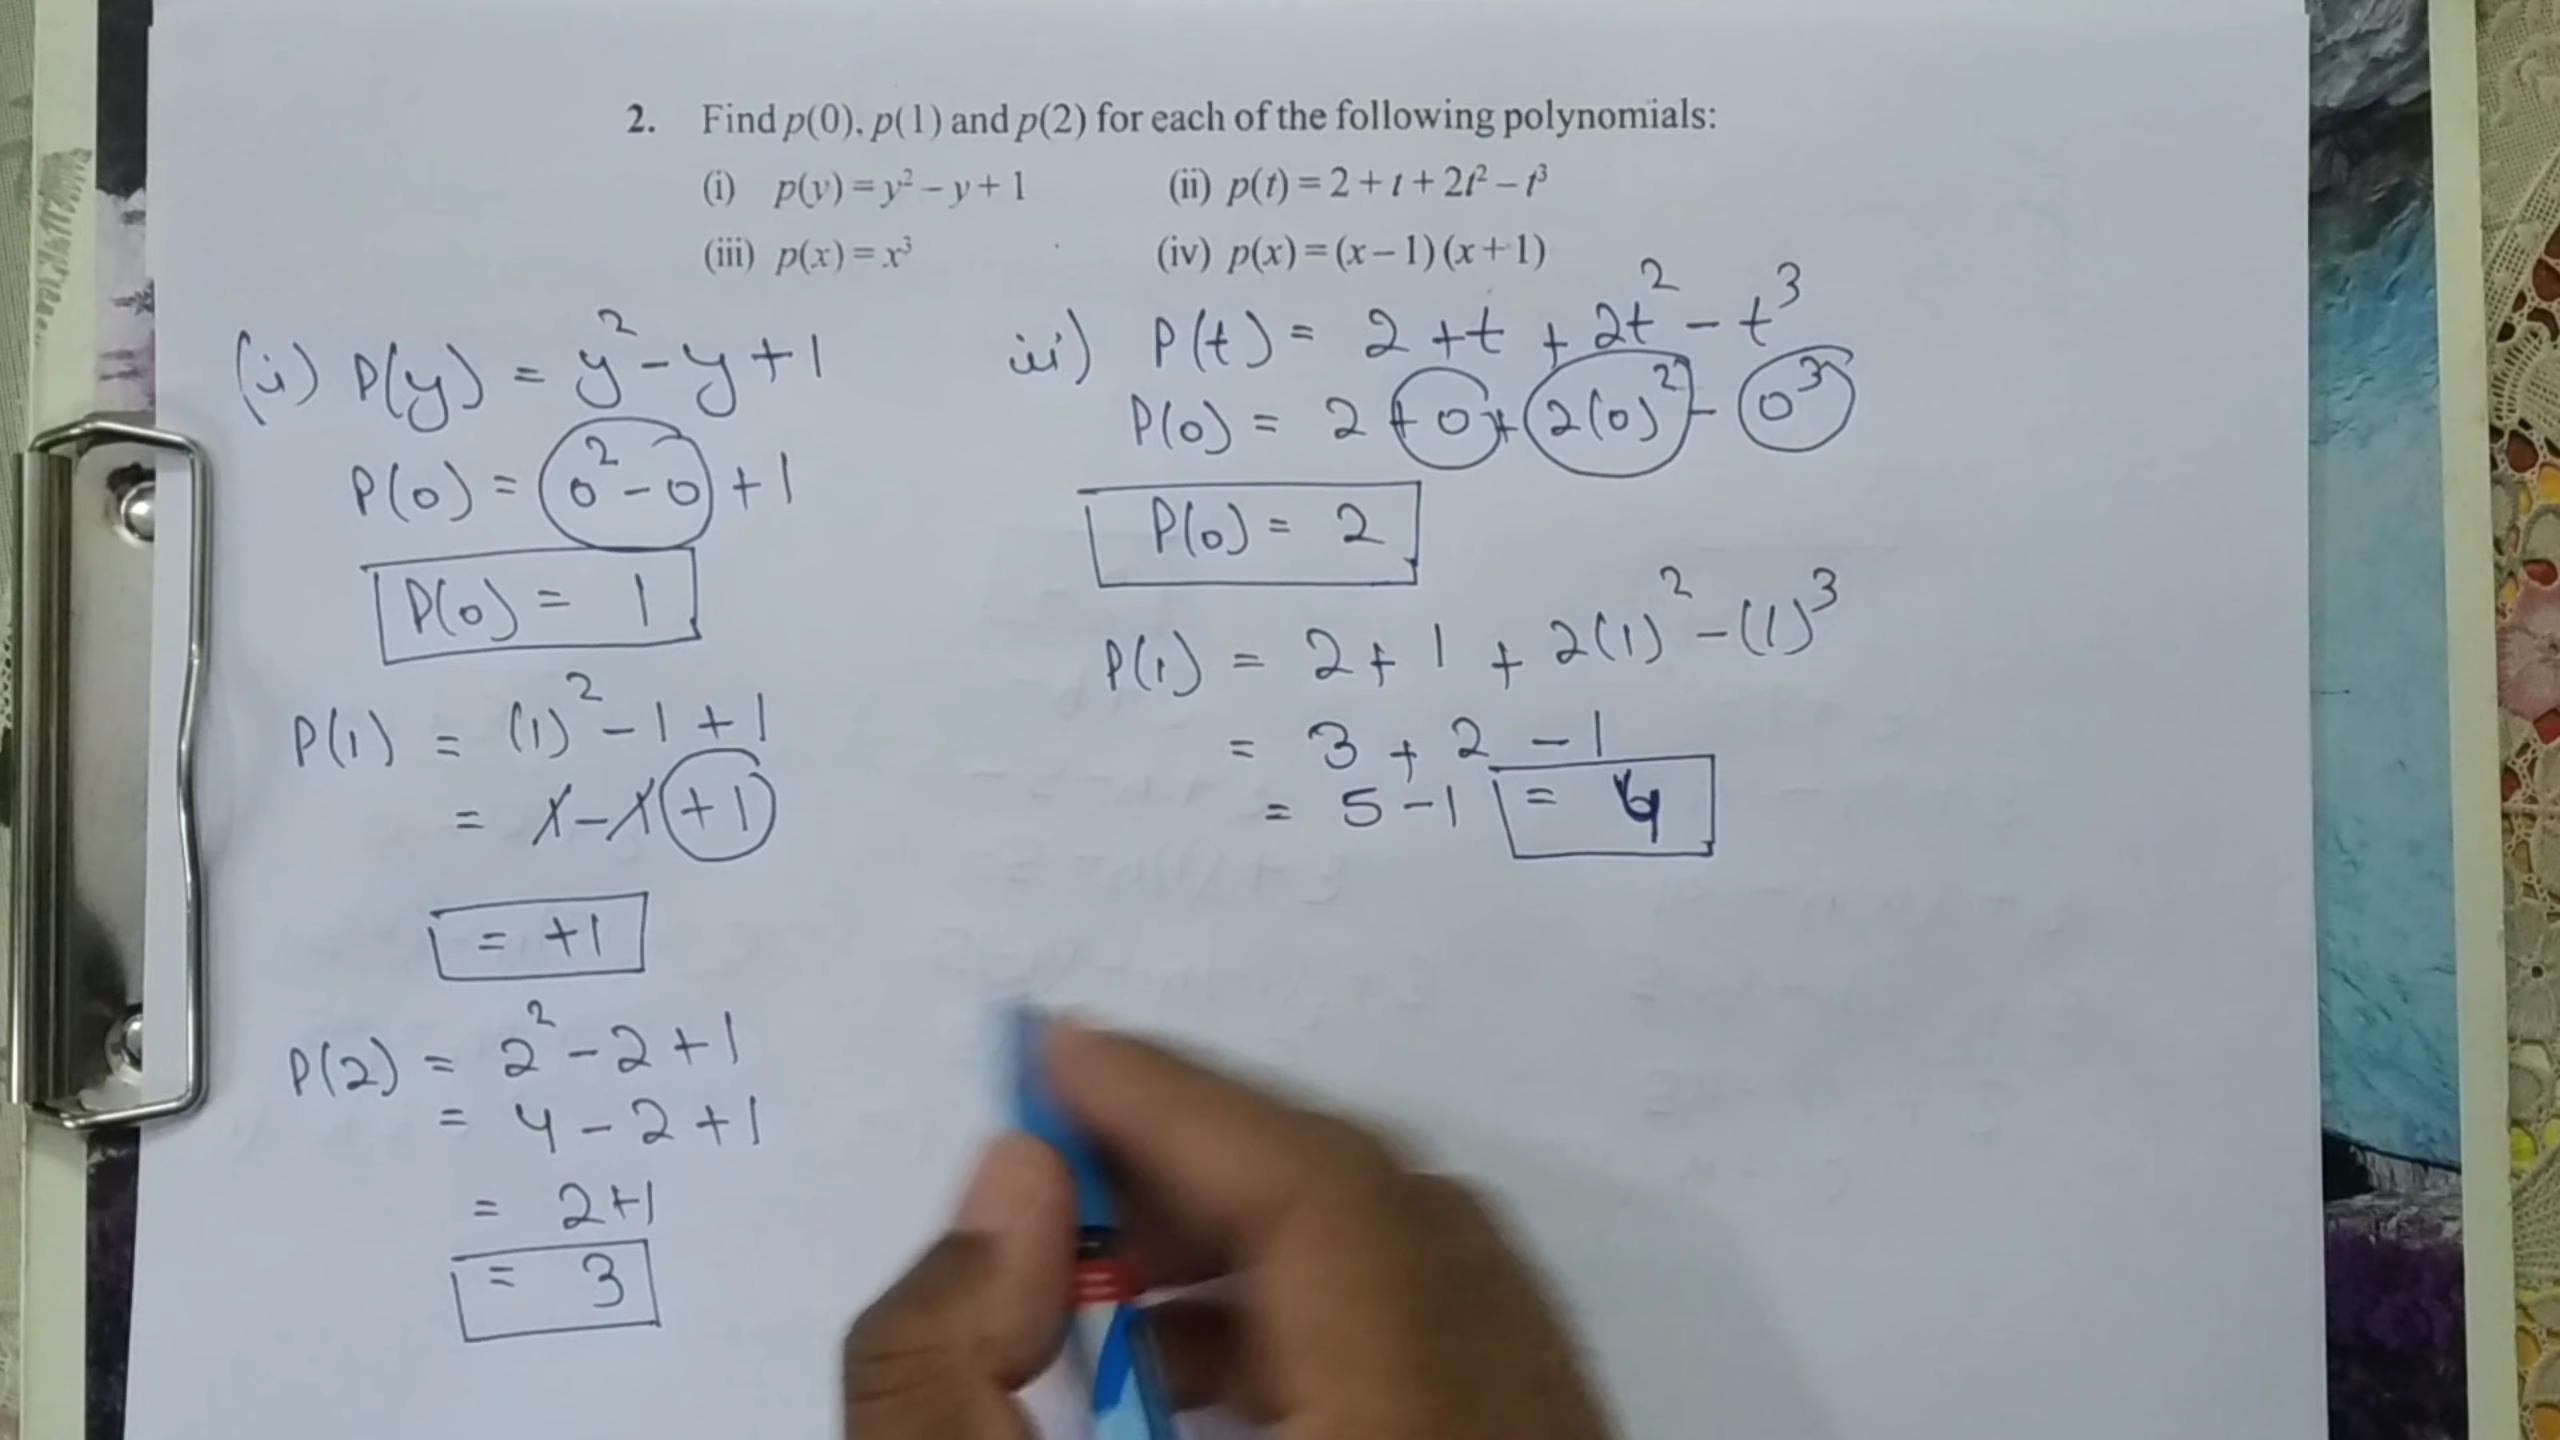 2. Find p(0), p(1) and p(2) for each of the following polynomials:
(i) p(y) = y² – y + 1 (ii) p(t) = 2 + t + 2t² – t³
(iii) p(x) = x³ (iv) p(x) = (x – 1) (x + 1)
(ii) P(y) = y² - y + 1
P(0) = 0² - 0 + 1
P(0) = 1
P(1) = (1)² - 1 + 1
= 1 - 1 + 1
= +1
P(2) = 2² - 2 + 1
= 4 - 2 + 1
= 2+1
= 3
iii) P(t) = 2 + t + 2t² - t³
P(0) = 2 + 0 + 2(0)² - 0³
P(0) = 2
P(1) = 2 + 1 + 2(1)² - (1)³
= 3 + 2 - 1
= 5 - 1 = 4